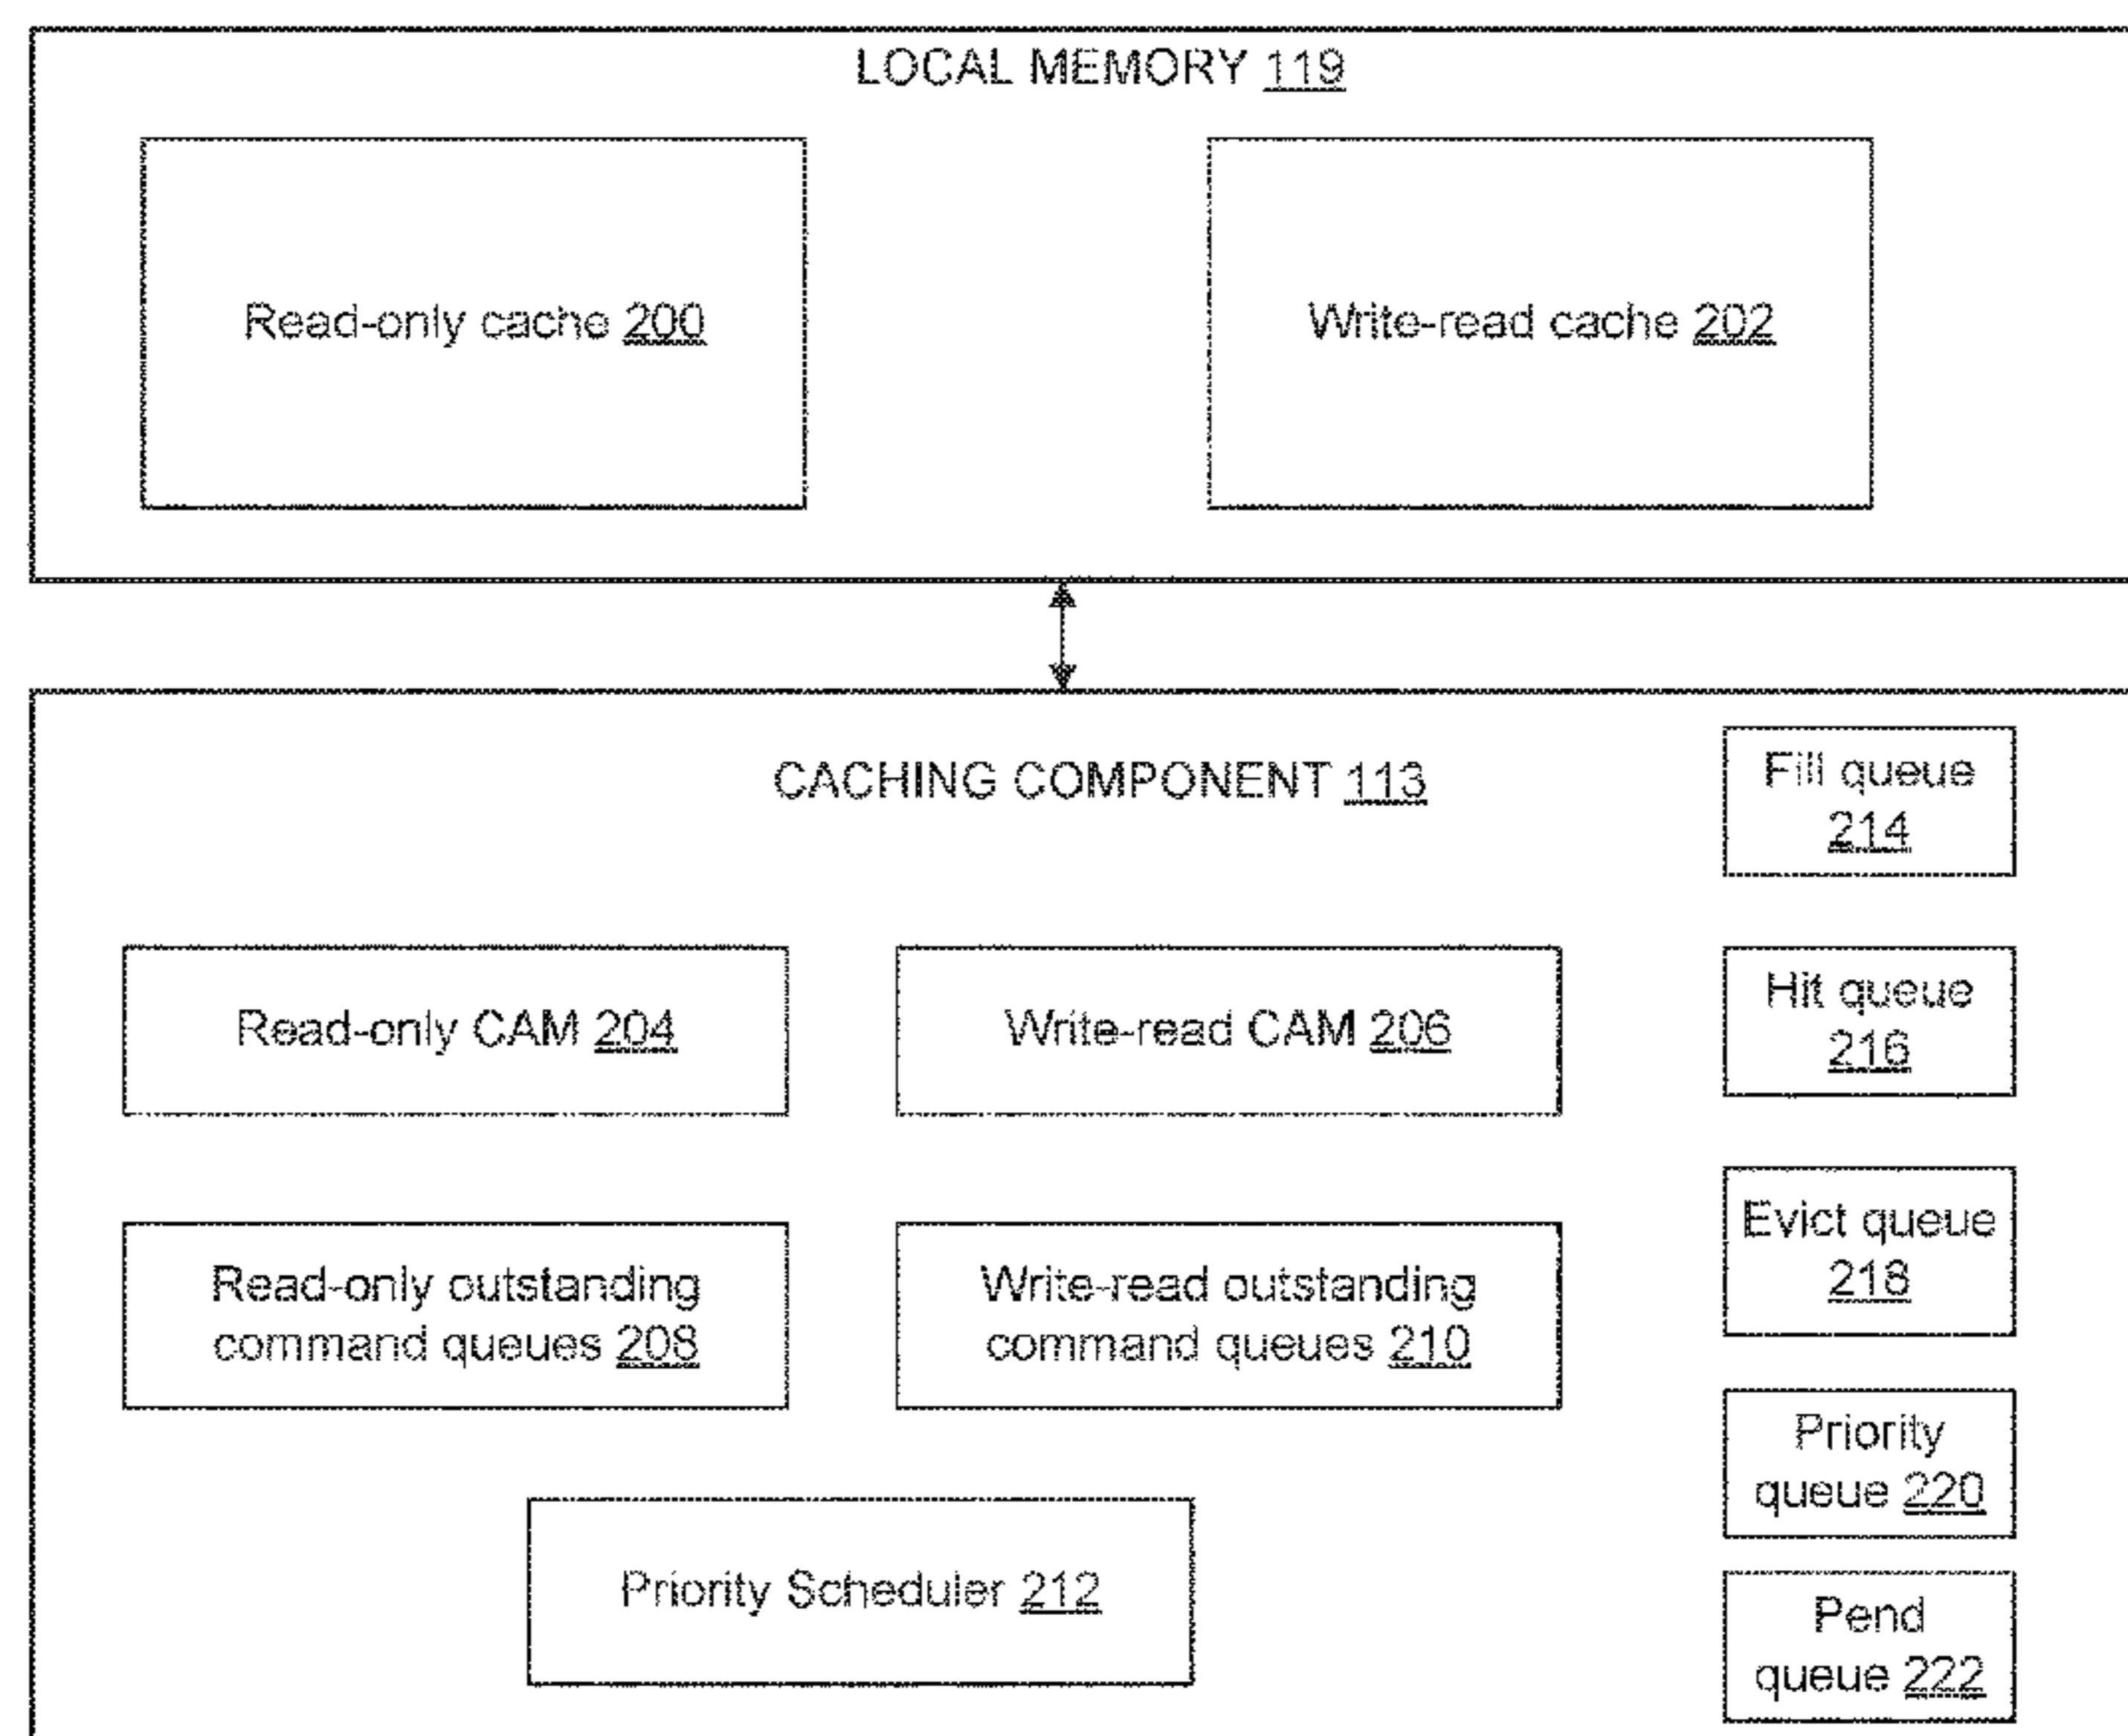 LOCAL MEMORY 119
Read-only cache 200
Write-read cache 202
CACHING COMPONENT 113
Fill queue
214
Read-only CAM 204
Write-read CAM 206
Hit queue
216
Evict queue
218
Read-only outstanding
command queues 208
Write-read outstanding
command queues 210
Priority
queue 220
Priority Scheduler 212
Pend
queue 222